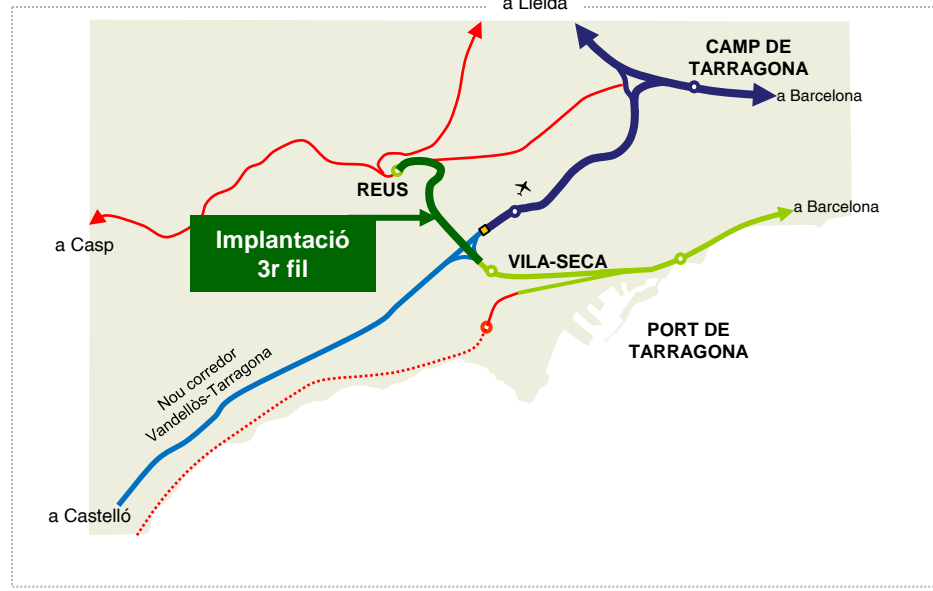 a Lleida
CAMP DE
TARRAGONA
a Barcelona
REUS
a Barcelona
a Casp
Implantació
3r fil
VILA-SECA
PORT DE
TARRAGONA
Nou corredor
Vandellòs-Tarragona
a Castelló